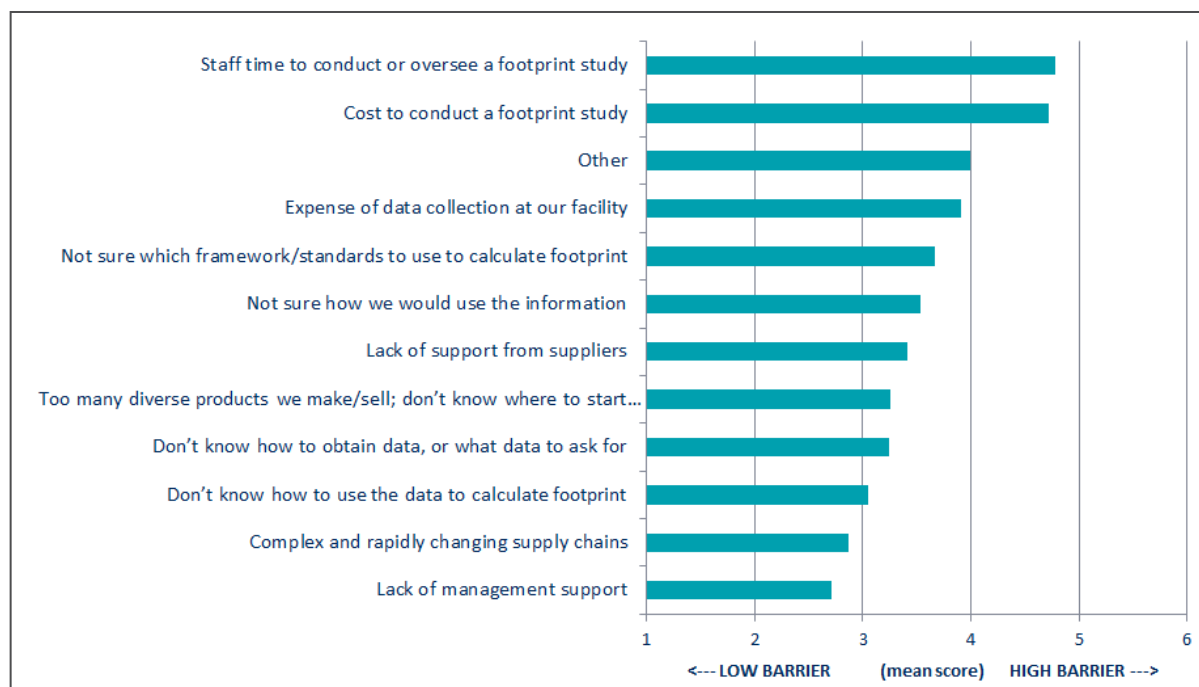 Staff time to conduct or oversee a footprint study
Cost to conduct a footprint study
Other
Expense of data collection at our facility
Not sure which framework/standards to use to calculate footprint
Not sure how we would use the information
Lack of support from suppliers
Too many diverse products we make/sell; don’t know where to start...
Don’t know how to obtain data, or what data to ask for
Don’t know how to use the data to calculate footprint
Complex and rapidly changing supply chains
Lack of management support
1 2 3 4 5 6
<--- LOW BARRIER (mean score) HIGH BARRIER --->